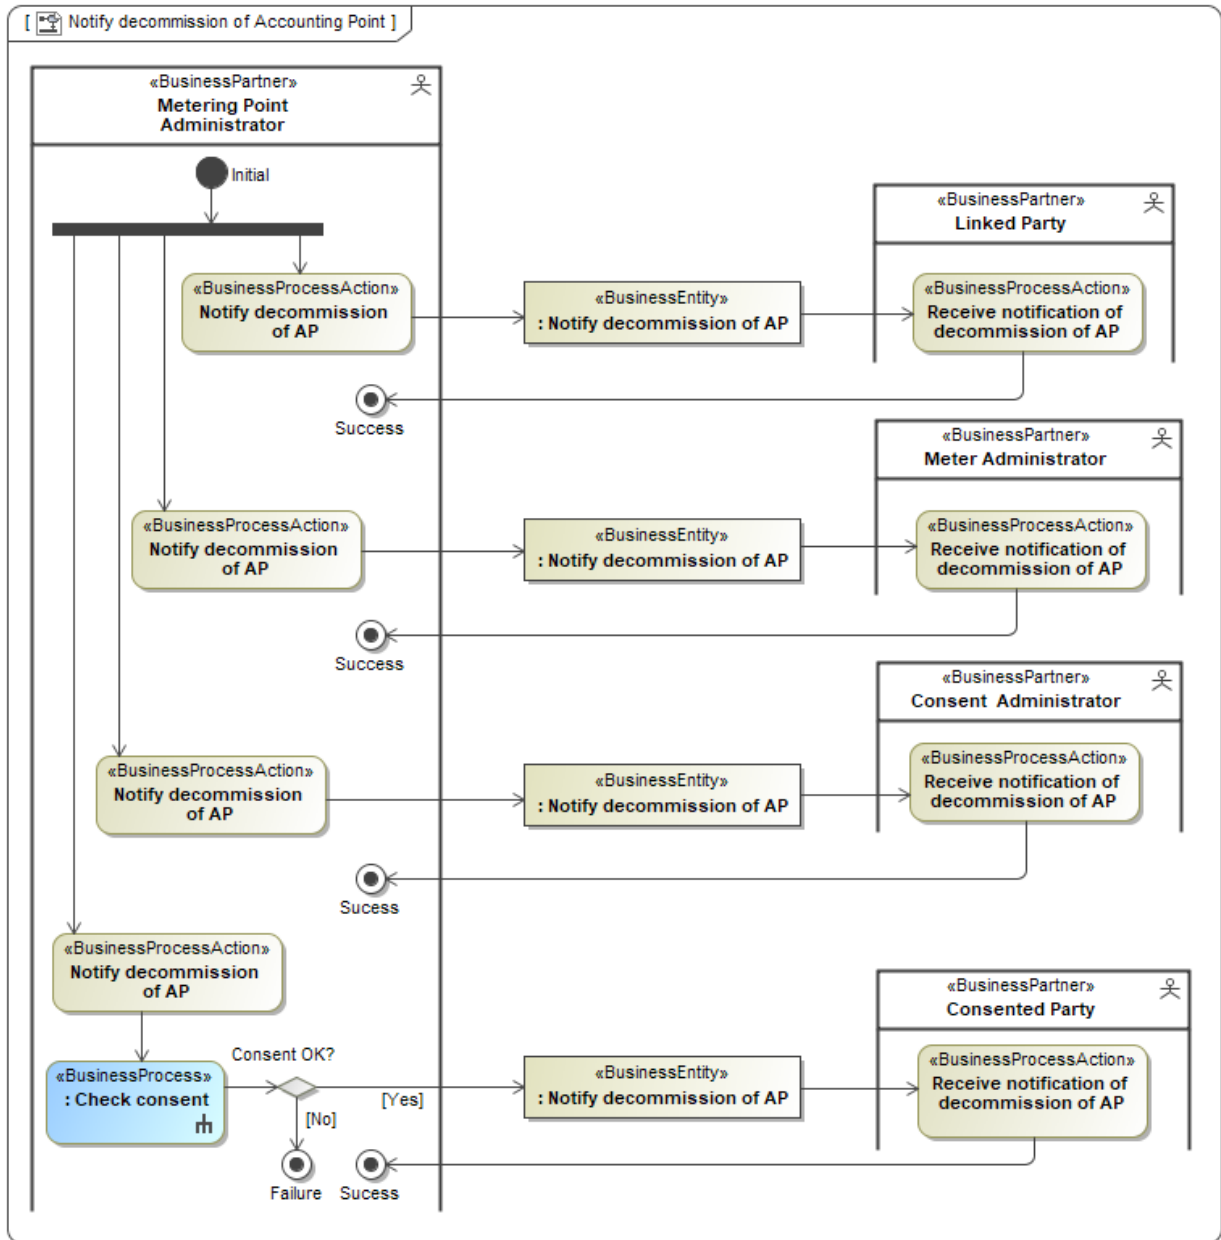 [ Notify decommission of Accounting Point ]
«BusinessPartner»
Metering Point
Administrator
Initial
«BusinessPartner»
Linked Party
«BusinessProcessAction»
Notify decommission
of AP
«BusinessEntity»
: Notify decommission of AP
«BusinessProcessAction»
Receive notification of
decommission of AP
Success
«BusinessPartner»
Meter Administrator
«BusinessProcessAction»
Notify decommission
of AP
«BusinessEntity»
: Notify decommission of AP
«BusinessProcessAction»
Receive notification of
decommission of AP
Success
«BusinessPartner»
Consent  Administrator
«BusinessProcessAction»
Notify decommission
of AP
«BusinessEntity»
: Notify decommission of AP
«BusinessProcessAction»
Receive notification of
decommission of AP
Sucess
«BusinessProcessAction»
Notify decommission
of AP
«BusinessPartner»
Consented Party
«BusinessProcess»
: Check consent
Consent OK?
[Yes]
[No]
«BusinessEntity»
: Notify decommission of AP
«BusinessProcessAction»
Receive notification of
decommission of AP
Failure
Sucess